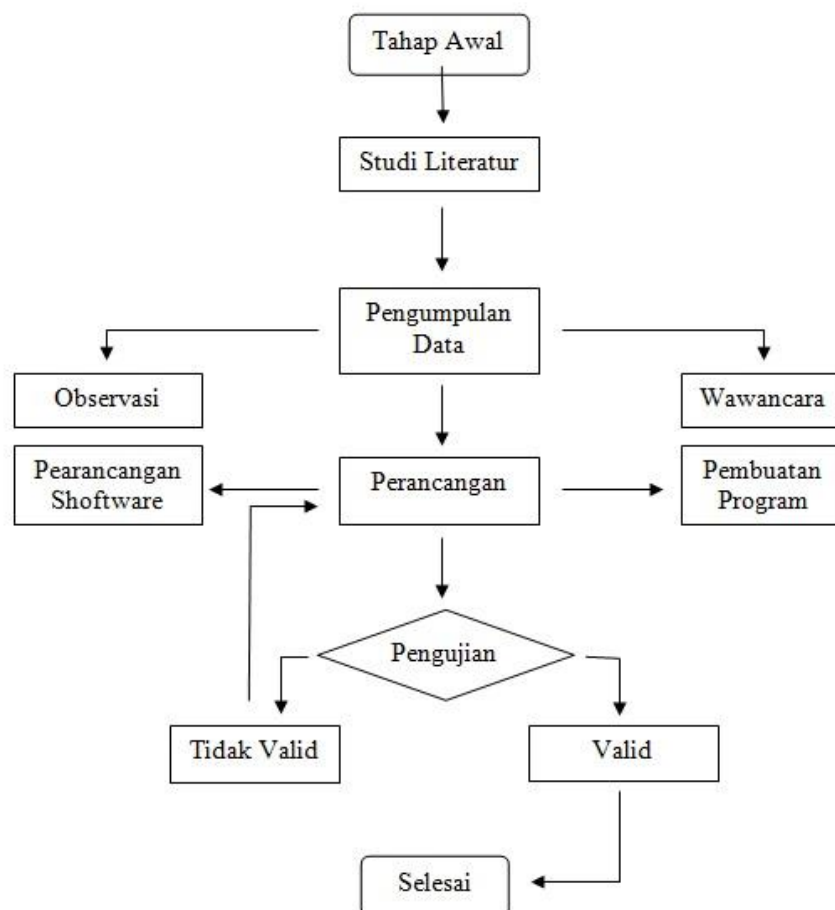 Tahap Awal
Studi Literatur
Pengumpulan
Data
Observasi
Wawancara
Pearancangan
Shoftware
Perancangan
Pembuatan
Program
Pengujian
Tidak Valid
Valid
Selesai